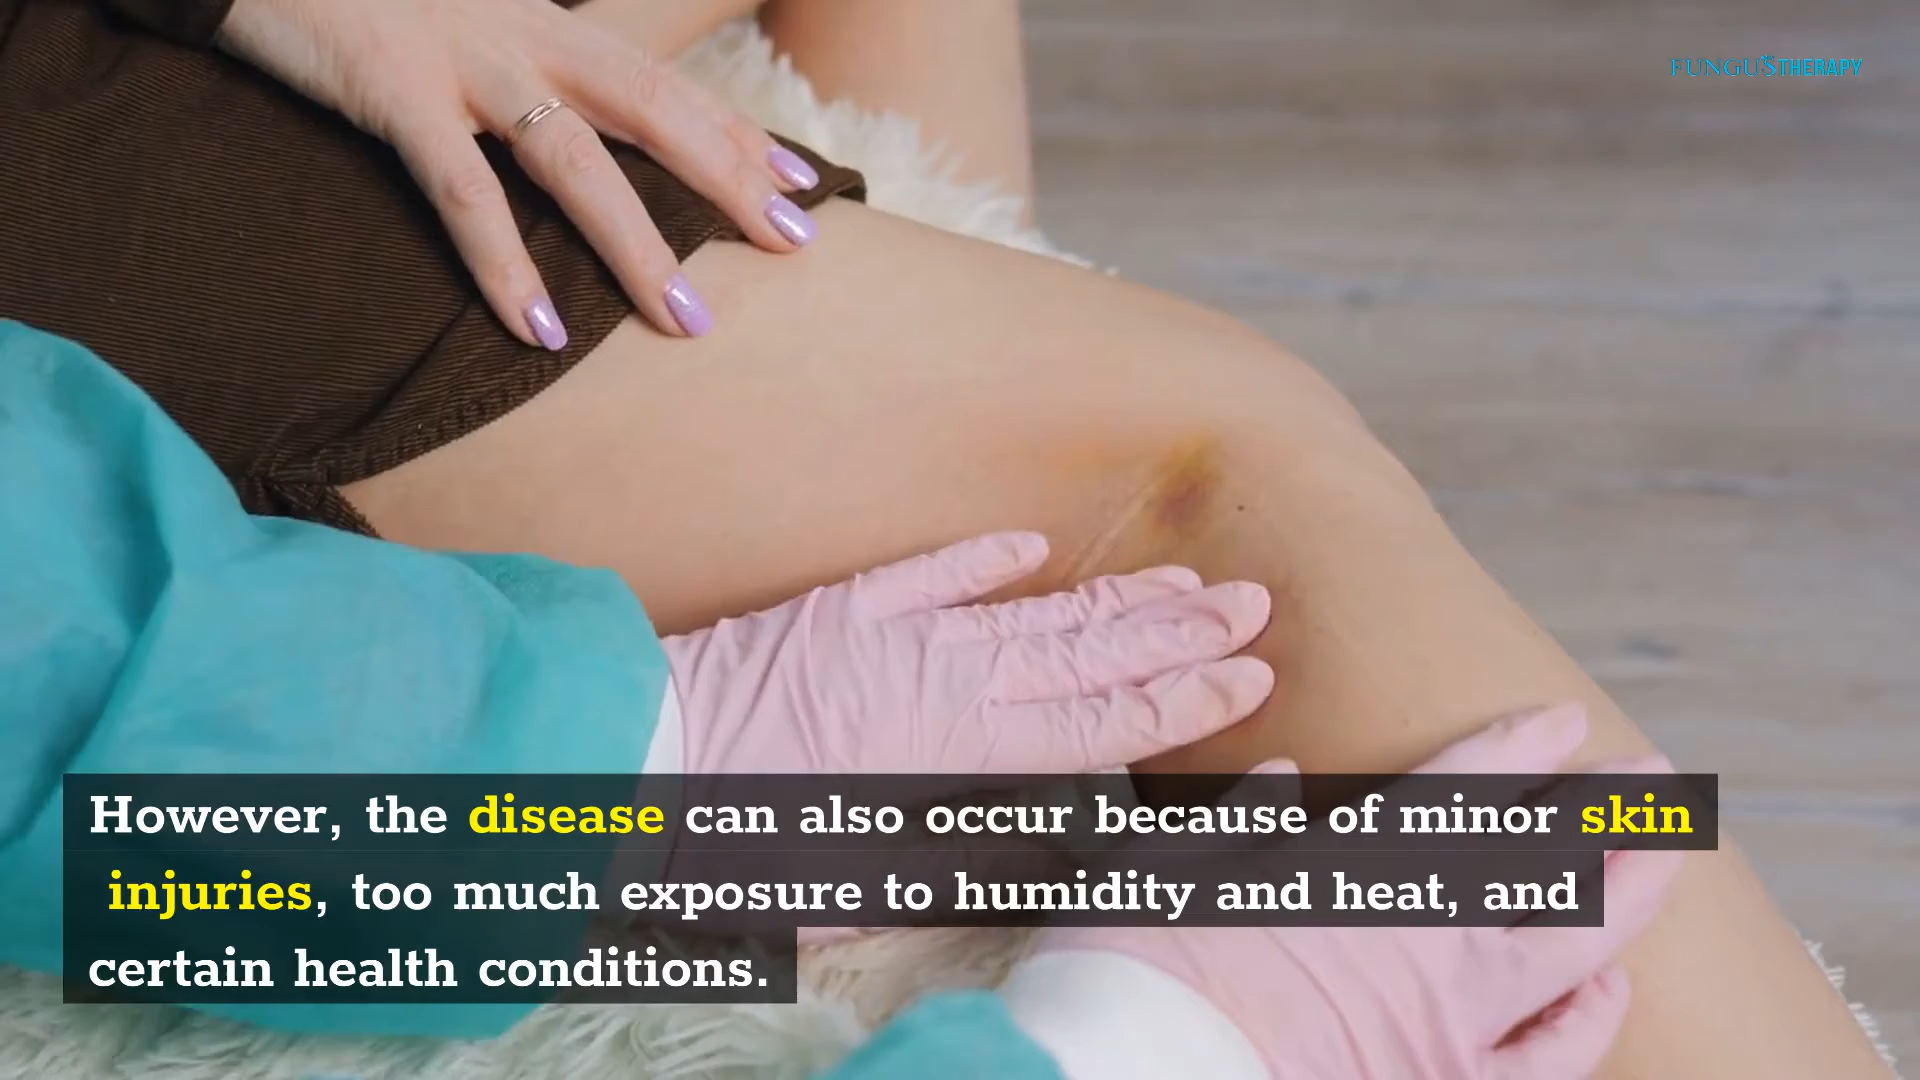 FUNGUSTHERAPY
However, the disease can also occur because of minor skin
injuries, too much exposure to humidity and heat, and
certain health conditions.